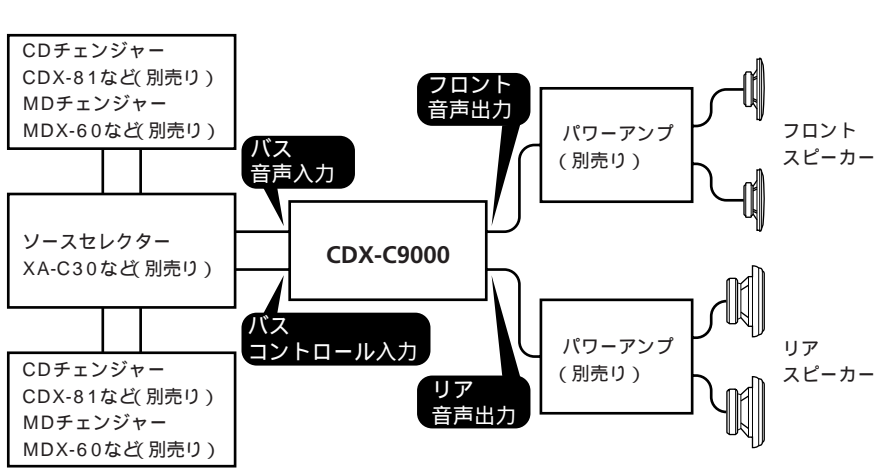 CDチェンジャー
CDX-81など(別売り)
MDチェンジャー
MDX-60など(別売り)
バス
音声入力
フロント
音声出力
パワーアンプ
(別売り)
フロント
スピーカー
ソースセレクター
XA-C30など(別売り)
CDX-C9000
バス
コントロール入力
リア
音声出力
パワーアンプ
(別売り)
リア
スピーカー
CDチェンジャー
CDX-81など(別売り)
MDチェンジャー
MDX-60など(別売り)